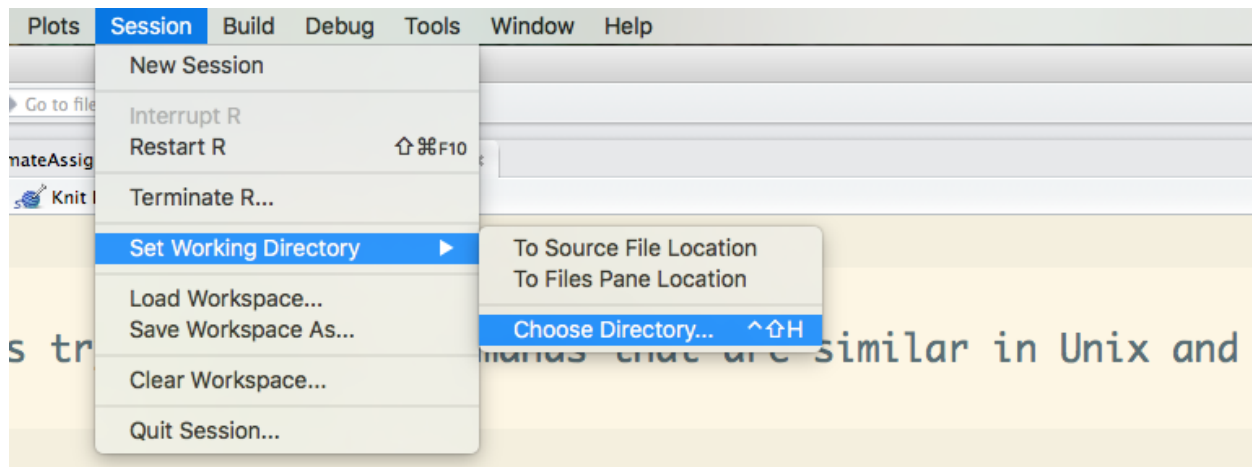 Plots Session Build Debug Tools Window Help
New Session
Go to file
Interrupt R
Restart R ⇧⌘F10
mateAssig
Knit
Terminate R...
Set Working Directory ▶
To Source File Location
To Files Pane Location
Load Workspace...
Save Workspace As...
Choose Directory... ^⇧H
s tr that are similar in Unix and
Clear Workspace...
Quit Session...